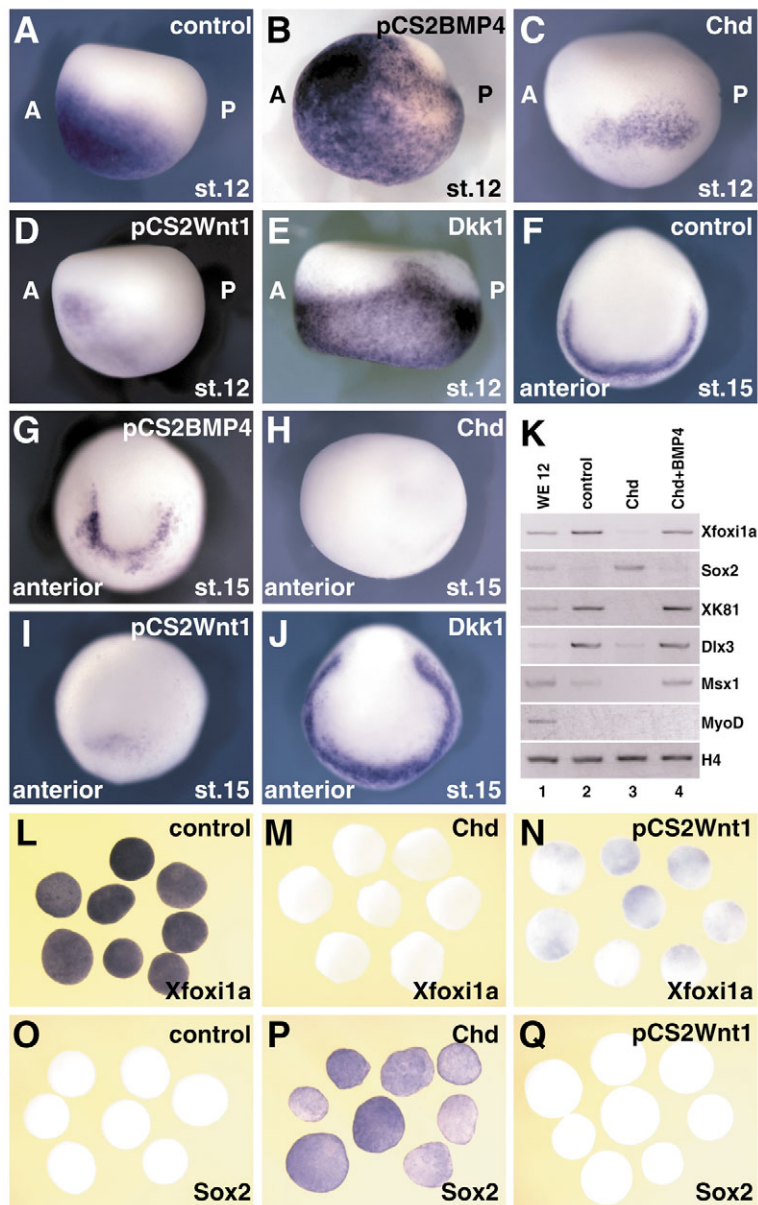 A control
A P
st.12
B pCS2BMP4
A P
st.12
C Chd
A P
st.12
D pCS2Wnt1
A P
st.12
E Dkk1
A P
st.12
F control
anterior st.15
G pCS2BMP4
anterior st.15
H Chd
anterior st.15
I pCS2Wnt1
anterior st.15
J Dkk1
anterior st.15
K
WE 12 control Chd Chd+BMP4
Xfoxi1a
Sox2
XK81
Dlx3
Msx1
MyoD
H4
1 2 3 4
L control
Xfoxi1a
M Chd
Xfoxi1a
N pCS2Wnt1
Xfoxi1a
O control
Sox2
P Chd
Sox2
Q pCS2Wnt1
Sox2